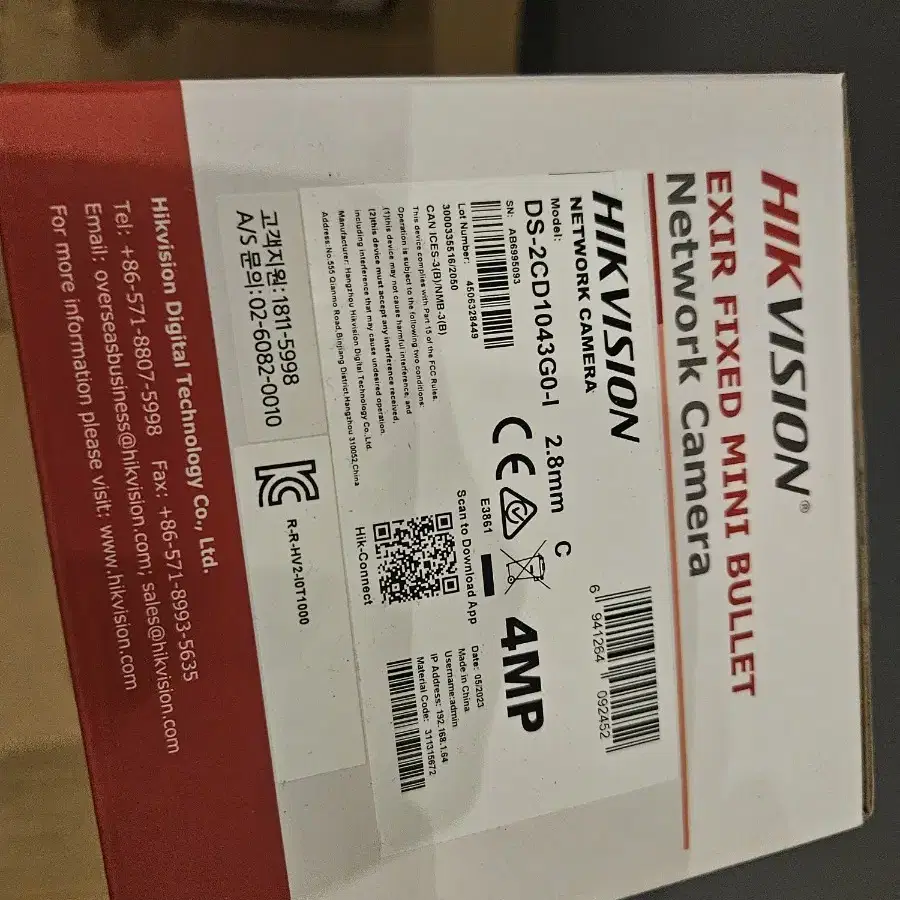 HIKVISION®
EXIR FIXED MINI BULLET
Network Camera
HIKVISION
NETWORK CAMERA
6 941264 092452
Model:
DS-2CD1043G0-I 2.8mm C
SN: AB6995093
4MP
E3861
Lot Number: 4506328449
3000335516/2050
CAN ICES-3(B)/NMB-3(B)
This device complies with Part 15 of the FCC Rules.
Operation is subject to the following two conditions:
(1)this device may not cause harmful interference, and
(2)this device must accept any interference received,
including interference that may cause undesired operation.
Manufacturer: Hangzhou Hikvision Digital Technology Co.,Ltd.
Address:No.555 Qianmo Road,Binjiang District,Hangzhou 310052,China
Scan to Download App
Hik-Connect
Date: 05/2023
Made in China
Username:admin
IP Address: 192.168.1.64
Material Code: 311315672
고객지원:1811-5998
A/S 문의:02-6082-0010
R-R-HV2-I0T1000
Hikvision Digital Technology Co., Ltd.
Tel: +86-571-8807-5998 Fax: +86-571-8993-5635
Email: overseasbusiness@hikvision.com; sales@hikvision.com
For more information please visit: www.hikvision.com